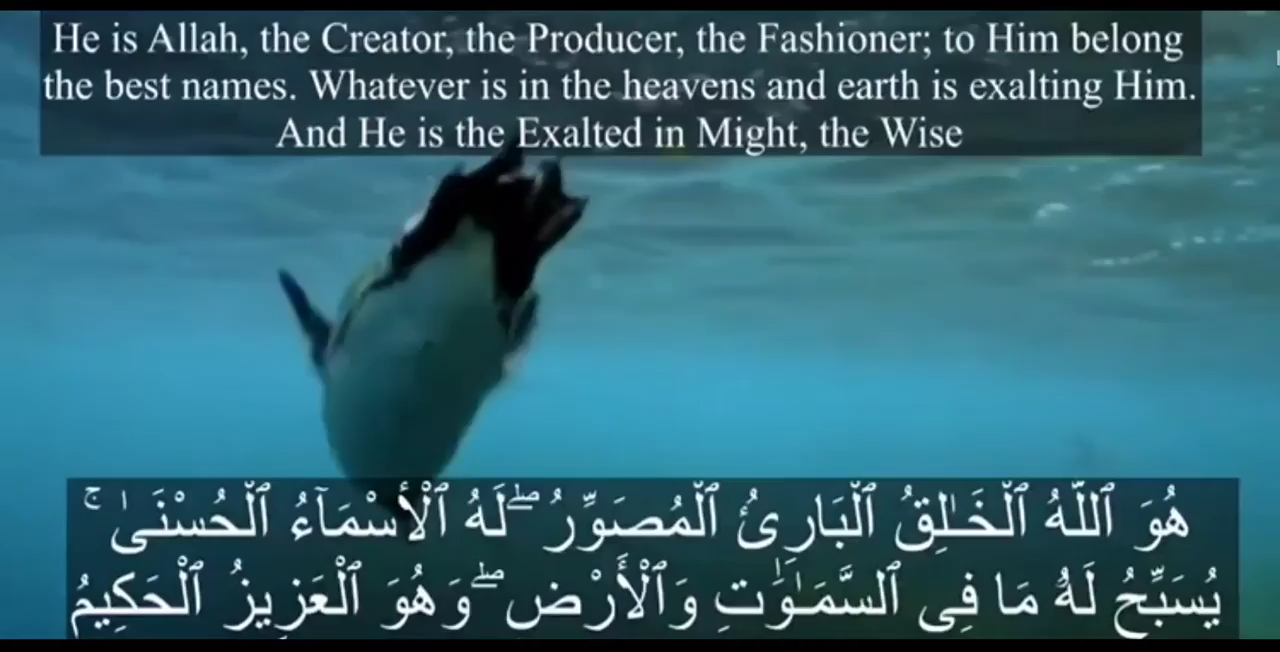 He is Allah, the Creator, the Producer, the Fashioner; to Him belong
the best names. Whatever is in the heavens and earth is exalting Him.
And He is the Exalted in Might, the Wise
هُوَ ٱللَّهُ ٱلْخَـٰلِقُ ٱلْبَارِئُ ٱلْمُصَوِّرُ ۖ لَهُ ٱلْأَسْمَآءُ ٱلْحُسْنَىٰ ۚ
يُسَبِّحُ لَهُۥ مَا فِى ٱلسَّمَـٰوَٰتِ وَٱلْأَرْضِ ۖ وَهُوَ ٱلْعَزِيزُ ٱلْحَكِيمُ